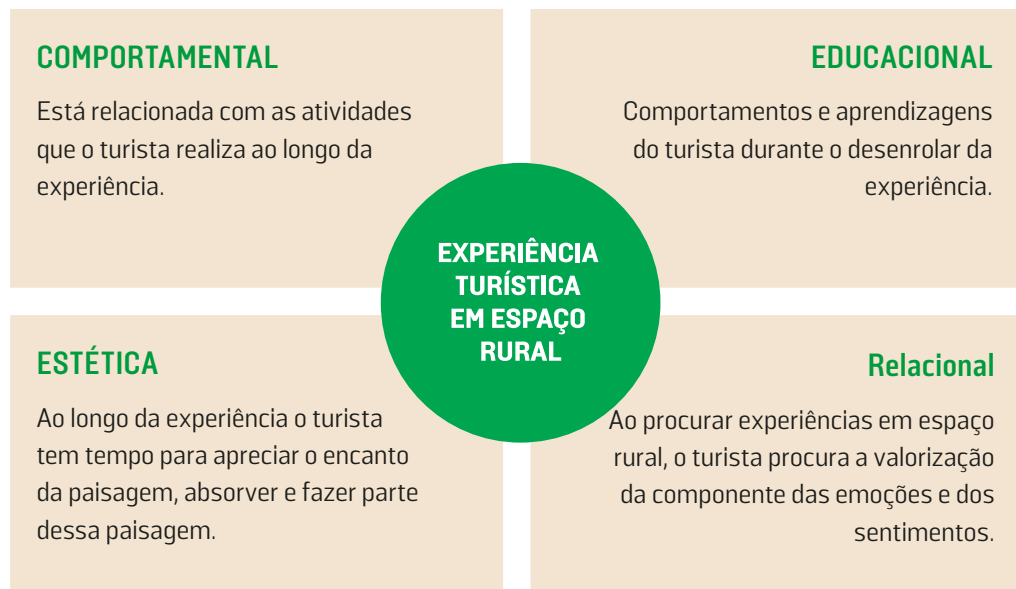 COMPORTAMENTAL
Está relacionada com as atividades
que o turista realiza ao longo da
experiência.
EDUCACIONAL
Comportamentos e aprendizagens
do turista durante o desenrolar da
experiência.
EXPERIÊNCIA
TURÍSTICA
EM ESPAÇO
RURAL
ESTÉTICA
Ao longo da experiência o turista
tem tempo para apreciar o encanto
da paisagem, absorver e fazer parte
dessa paisagem.
Relacional
Ao procurar experiências em espaço
rural, o turista procura a valorização
da componente das emoções e dos
sentimentos.